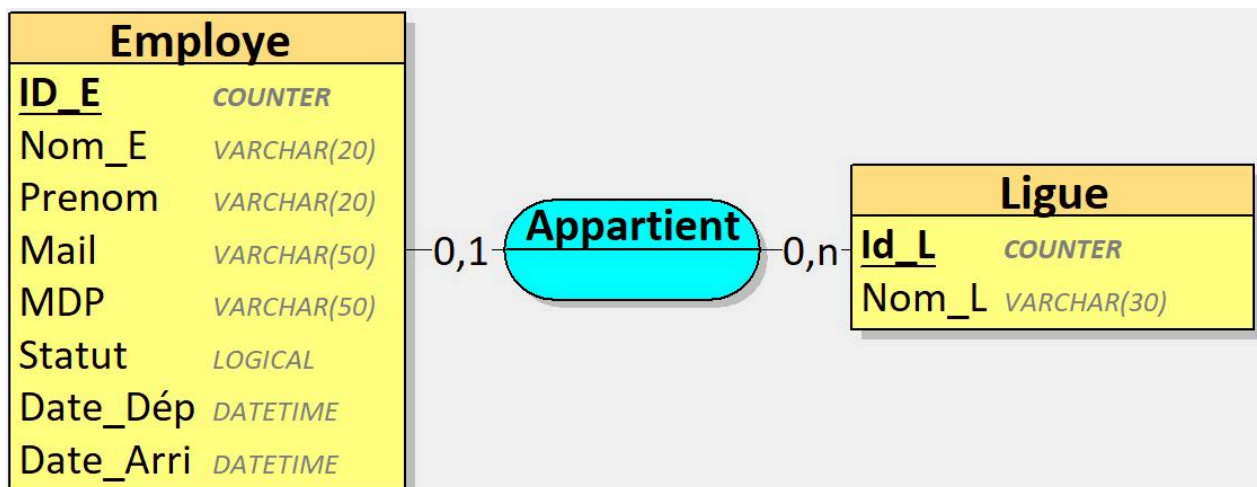 Employe
ID_E COUNTER
Nom_E VARCHAR(20)
Prenom VARCHAR(20)
Mail VARCHAR(50)
MDP VARCHAR(50)
Statut LOGICAL
Date_Dép DATETIME
Date_Arri DATETIME
0,1
Appartient
0,n
Ligue
Id_L COUNTER
Nom_L VARCHAR(30)